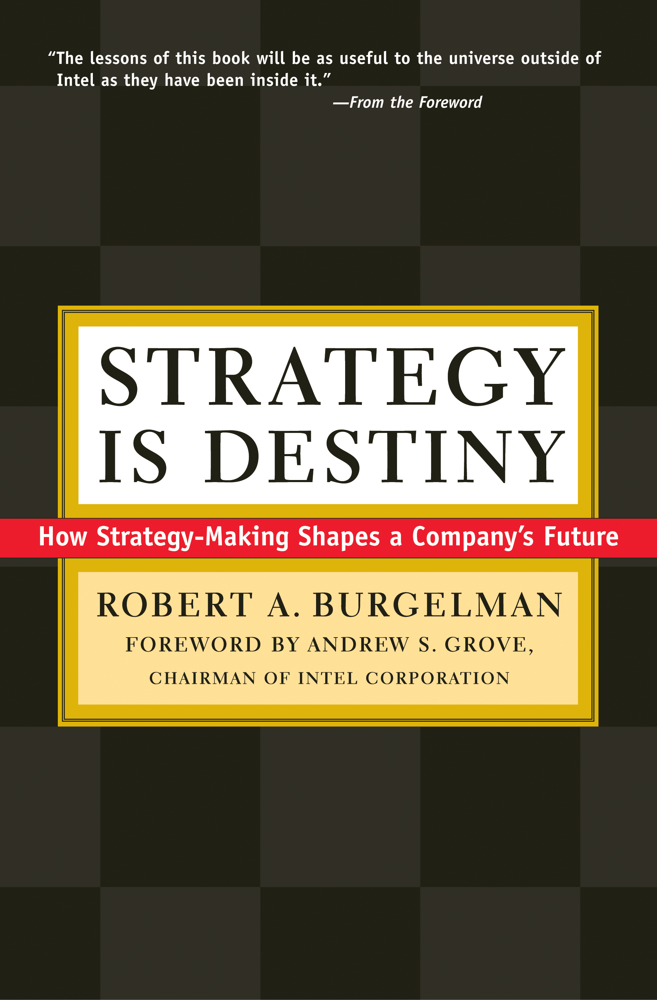 “The lessons of this book will be as useful to the universe outside of
Intel as they have been inside it.”
—From the Foreword
STRATEGY
IS DESTINY
How Strategy-Making Shapes a Company’s Future
ROBERT A. BURGELMAN
FOREWORD BY ANDREW S. GROVE,
CHAIRMAN OF INTEL CORPORATION